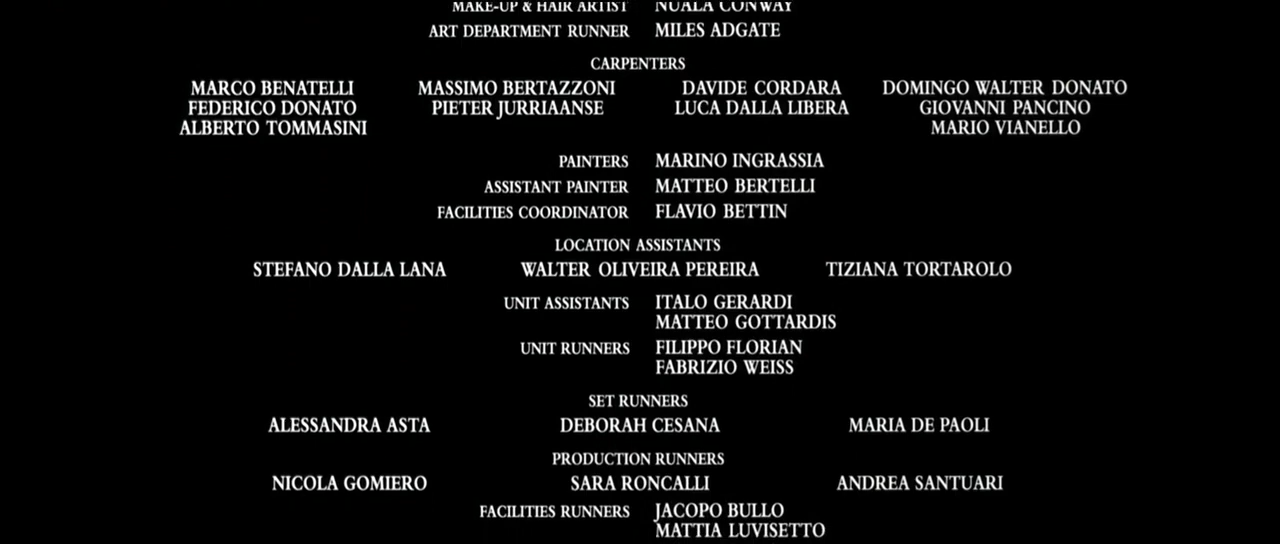 MAKE-UP & HAIR ARTIST NUALA CONWAY
ART DEPARTMENT RUNNER MILES ADGATE
CARPENTERS
MARCO BENATELLI MASSIMO BERTAZZONI DAVIDE CORDARA DOMINGO WALTER DONATO
FEDERICO DONATO PIETER JURRIAANSE LUCA DALLA LIBERA GIOVANNI PANCINO
ALBERTO TOMMASINI MARIO VIANELLO
PAINTERS MARINO INGRASSIA
ASSISTANT PAINTER MATTEO BERTELLI
FACILITIES COORDINATOR FLAVIO BETTIN
LOCATION ASSISTANTS
STEFANO DALLA LANA WALTER OLIVEIRA PEREIRA TIZIANA TORTAROLO
UNIT ASSISTANTS ITALO GERARDI
MATTEO GOTTARDIS
UNIT RUNNERS FILIPPO FLORIAN
FABRIZIO WEISS
SET RUNNERS
ALESSANDRA ASTA DEBORAH CESANA MARIA DE PAOLI
PRODUCTION RUNNERS
NICOLA GOMIERO SARA RONCALLI ANDREA SANTUARI
FACILITIES RUNNERS JACOPO BULLO
MATTIA LUVISETTO